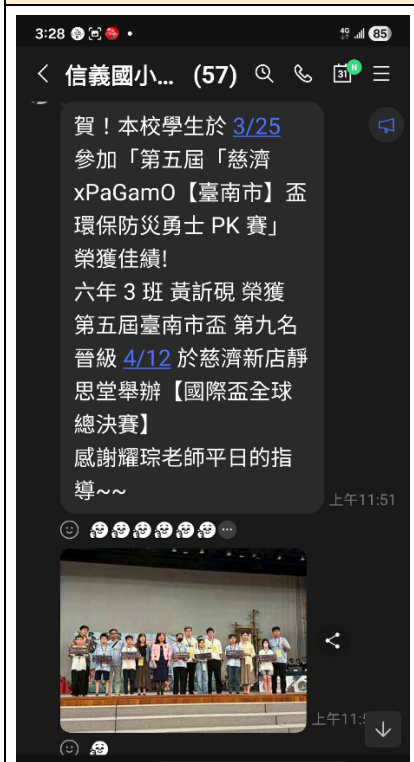 3:28
4G
85
信義國小... (57)
31
N
賀！本校學生於 3/25
參加「第五屆「慈濟
xPaGamO【臺南市】盃
環保防災勇士 PK 賽」
榮獲佳績!
六年 3 班 黃訢硯 榮獲
第五屆臺南市盃 第九名
晉級 4/12 於慈濟新店靜
思堂舉辦【國際盃全球
總決賽】
感謝耀琮老師平日的指
導~~
上午11:51
上午11:5